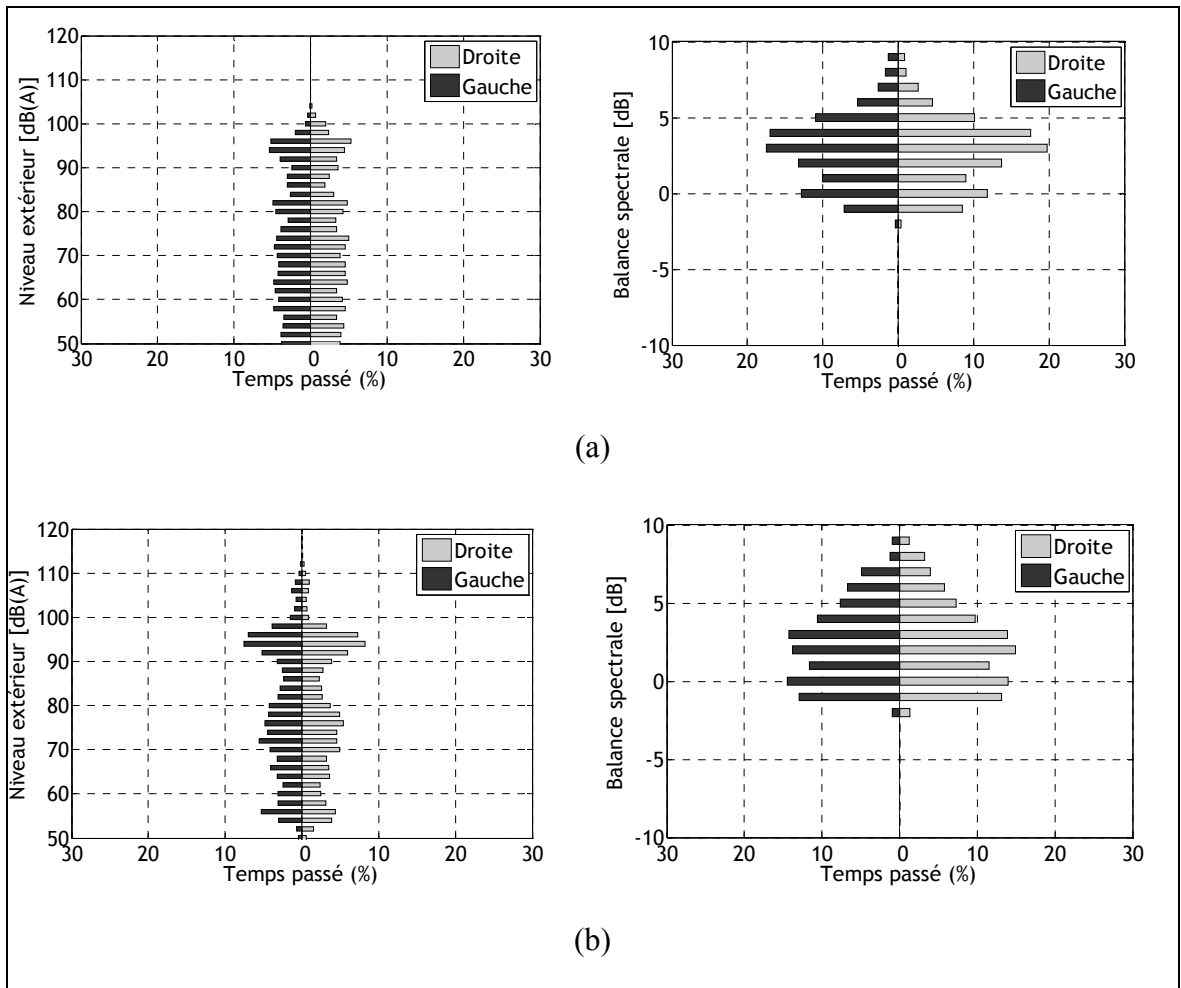 120
110
100
90
80
70
60
50
Niveau extérieur [dB(A)]
30 20 10 0 10 20 30
Temps passé (%)
Droite
Gauche
10
5
0
-5
-10
Balance spectrale [dB]
30 20 10 0 10 20 30
Temps passé (%)
Droite
Gauche
(a)
120
110
100
90
80
70
60
50
Niveau extérieur [dB(A)]
30 20 10 0 10 20 30
Temps passé (%)
Droite
Gauche
10
5
0
-5
-10
Balance spectrale [dB]
30 20 10 0 10 20 30
Temps passé (%)
Droite
Gauche
(b)